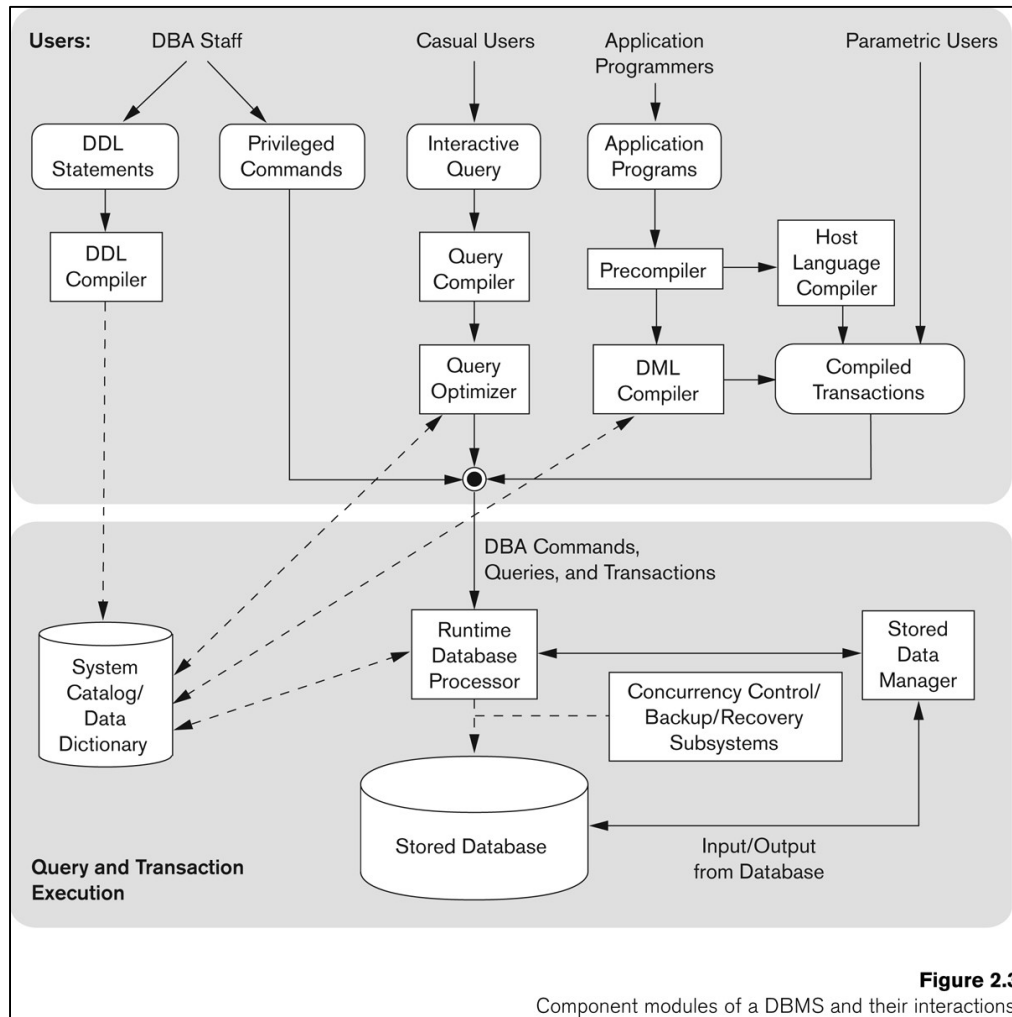 Users:
DBA Staff
Casual Users
Application
Programmers
Parametric Users
DDL
Statements
Privileged
Commands
Interactive
Query
Application
Programs
DDL
Compiler
Query
Compiler
Precompiler
Host
Language
Compiler
Query
Optimizer
DML
Compiler
Compiled
Transactions
DBA Commands,
Queries, and Transactions
System
Catalog/
Data
Dictionary
Runtime
Database
Processor
Stored
Data
Manager
Concurrency Control/
Backup/Recovery
Subsystems
Stored Database
Input/Output
from Database
Query and Transaction
Execution
Figure 2.3
Component modules of a DBMS and their interactions